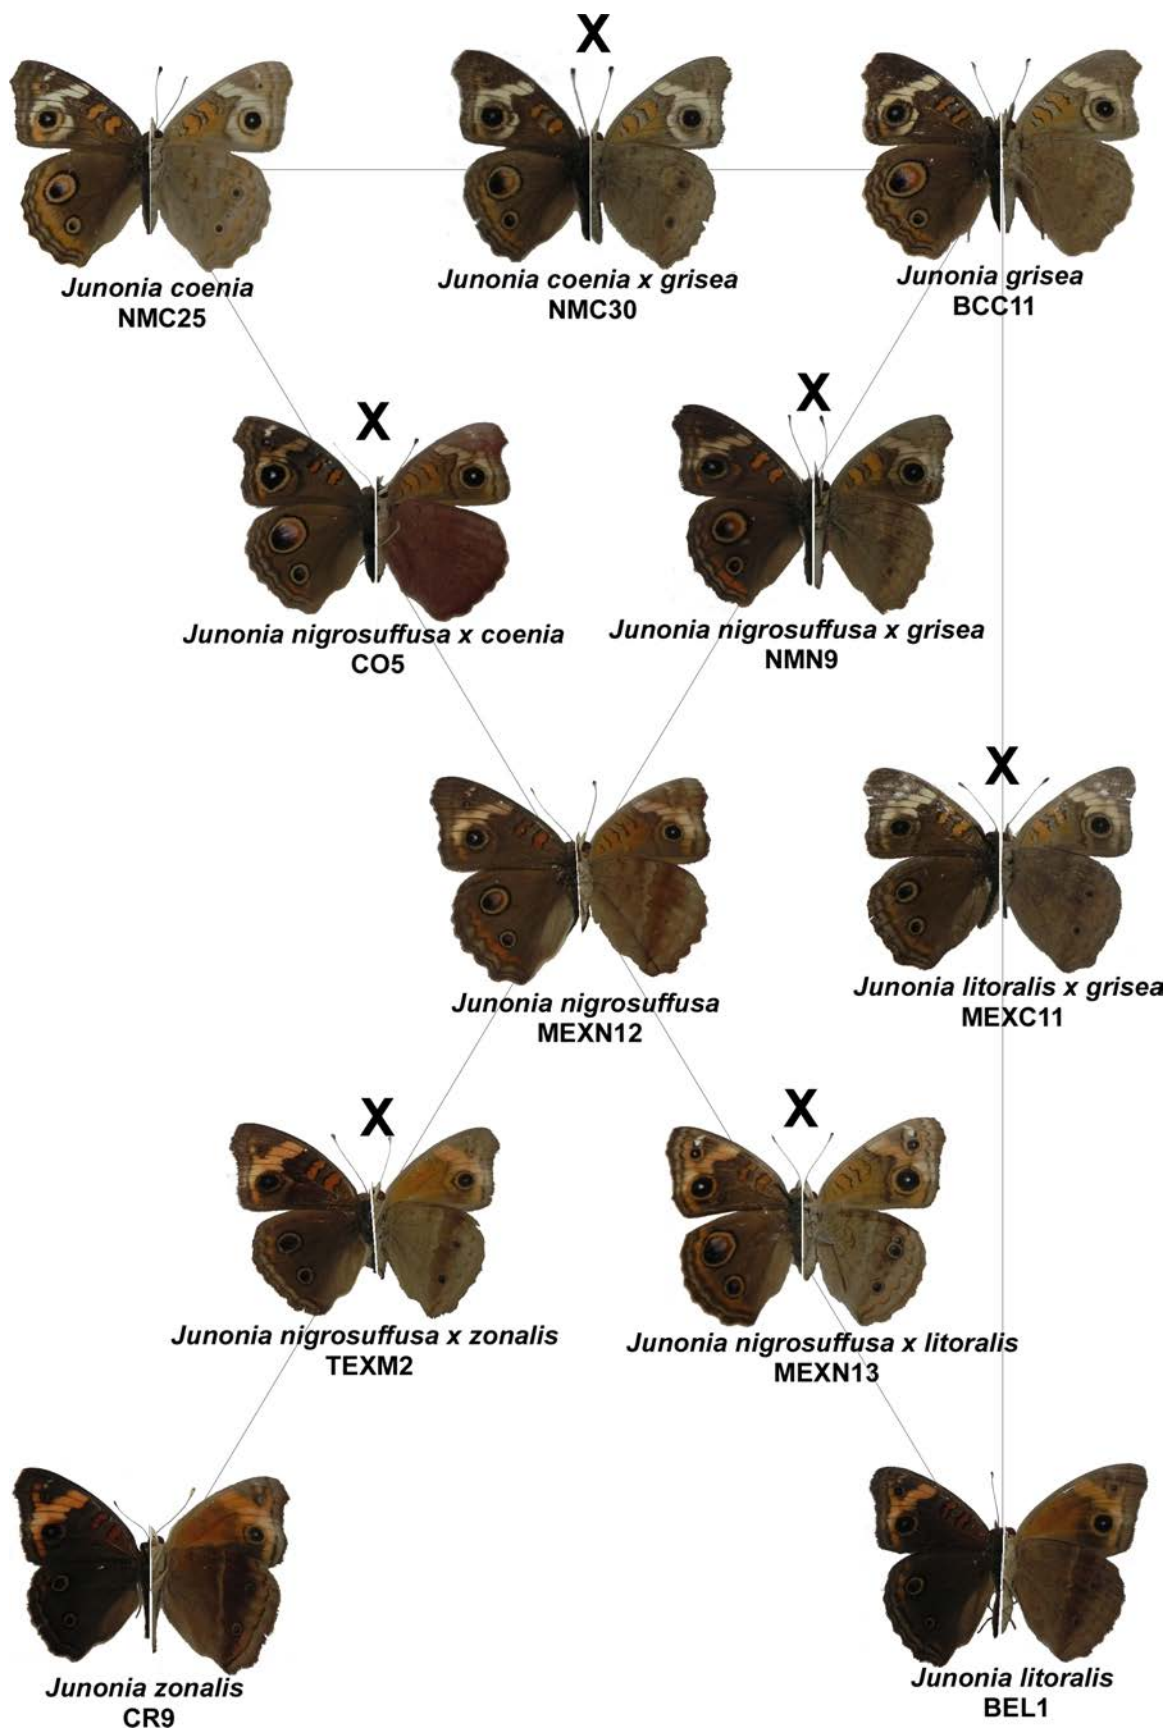 X
Junonia coenia
NMC25
Junonia coenia x grisea
NMC30
Junonia grisea
BCC11
X
X
Junonia nigrosuffusa x coenia
CO5
Junonia nigrosuffusa x grisea
NMN9
X
Junonia nigrosuffusa
MEXN12
Junonia litoralis x grisea
MEXC11
X
X
Junonia nigrosuffusa x zonalis
TEXM2
Junonia nigrosuffusa x litoralis
MEXN13
Junonia zonalis
CR9
Junonia litoralis
BEL1